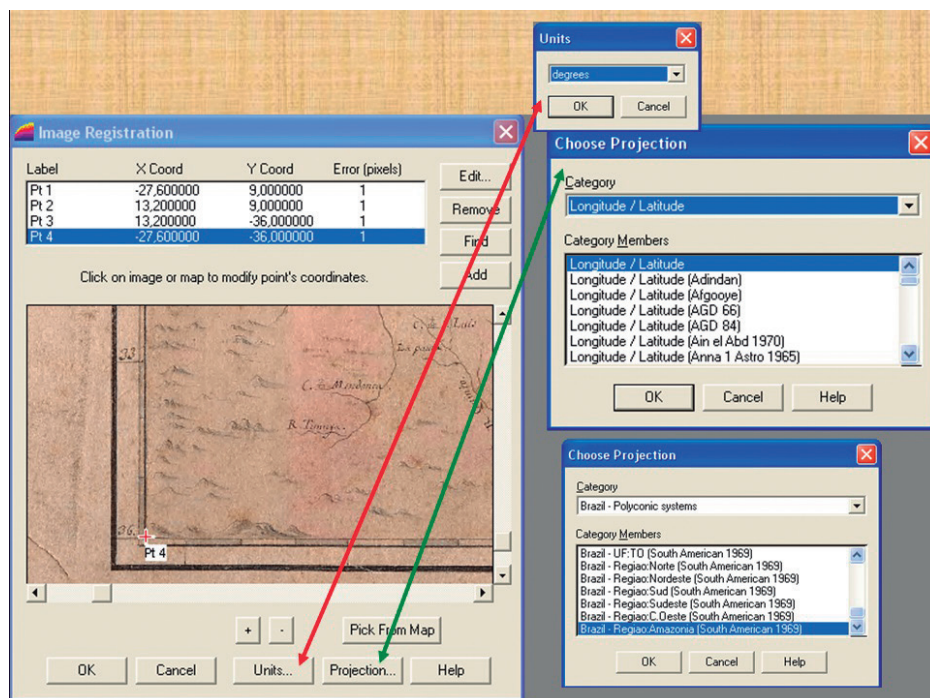 Image Registration
Label X Coord Y Coord Error (pixels)
Pt 1 -27,600000 9,000000 1
Pt 2 13,200000 9,000000 1
Pt 3 13,200000 -36,000000 1
Pt 4 -27,600000 -36,000000 1
Edit...
Remove
Find
Add
Click on image or map to modify point's coordinates.
33
C. de Mendonca
R.
36.
Pt 4
+ -
Pick From Map
OK Cancel Units... Projection... Help
Units
degrees
OK Cancel
Choose Projection
Category
Longitude / Latitude
Category Members
Longitude / Latitude
Longitude / Latitude (Adindan)
Longitude / Latitude (Afgooye)
Longitude / Latitude (AGD 66)
Longitude / Latitude (AGD 84)
Longitude / Latitude (Ain el Abd 1970)
Longitude / Latitude (Anna 1 Astro 1965)
OK Cancel Help
Choose Projection
Category
Brazil - Polyconic systems
Category Members
Brazil - UF:TO (South American 1969)
Brazil - Regiao:Norte (South American 1969)
Brazil - Regiao:Nordeste (South American 1969)
Brazil - Regiao:Sud (South American 1969)
Brazil - Regiao:Sudeste (South American 1969)
Brazil - Regiao:C.Oeste (South American 1969)
Brazil - Regiao:Amazonia (South American 1969)
OK Cancel Help